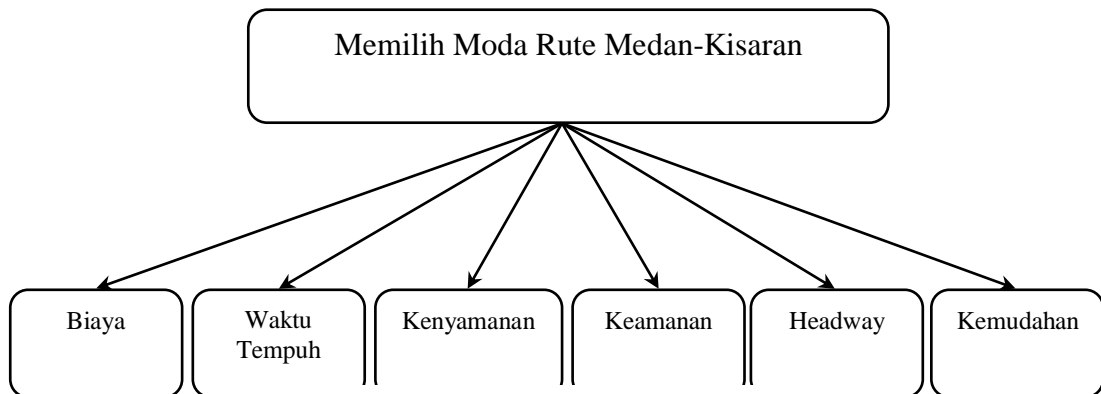 Memilih Moda Rute Medan-Kisaran
Biaya
Waktu
Tempuh
Kenyamanan
Keamanan
Headway
Kemudahan